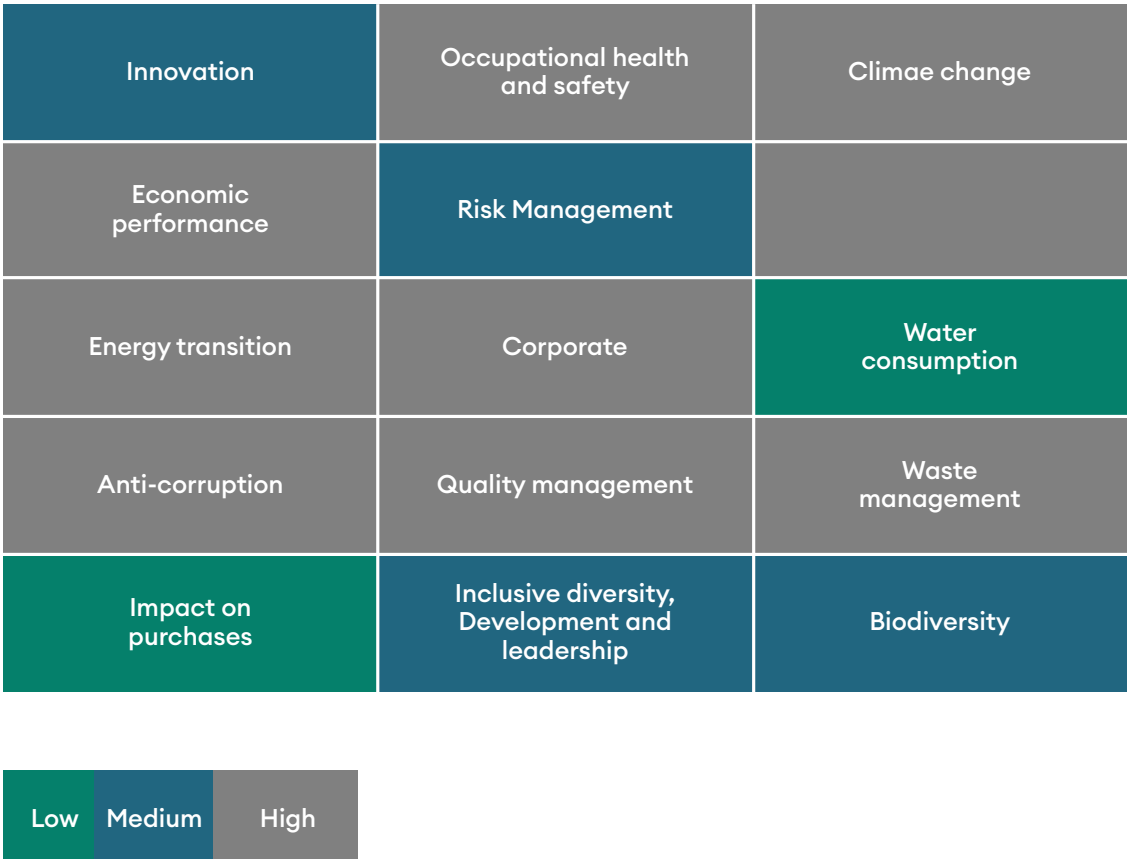 Innovation
Occupational health
and safety
Climae change
Economic
performance
Risk Management
Energy transition
Corporate
Water
consumption
Anti-corruption
Quality management
Waste
management
Impact on
purchases
Inclusive diversity,
Development and
leadership
Biodiversity
Low
Medium
High